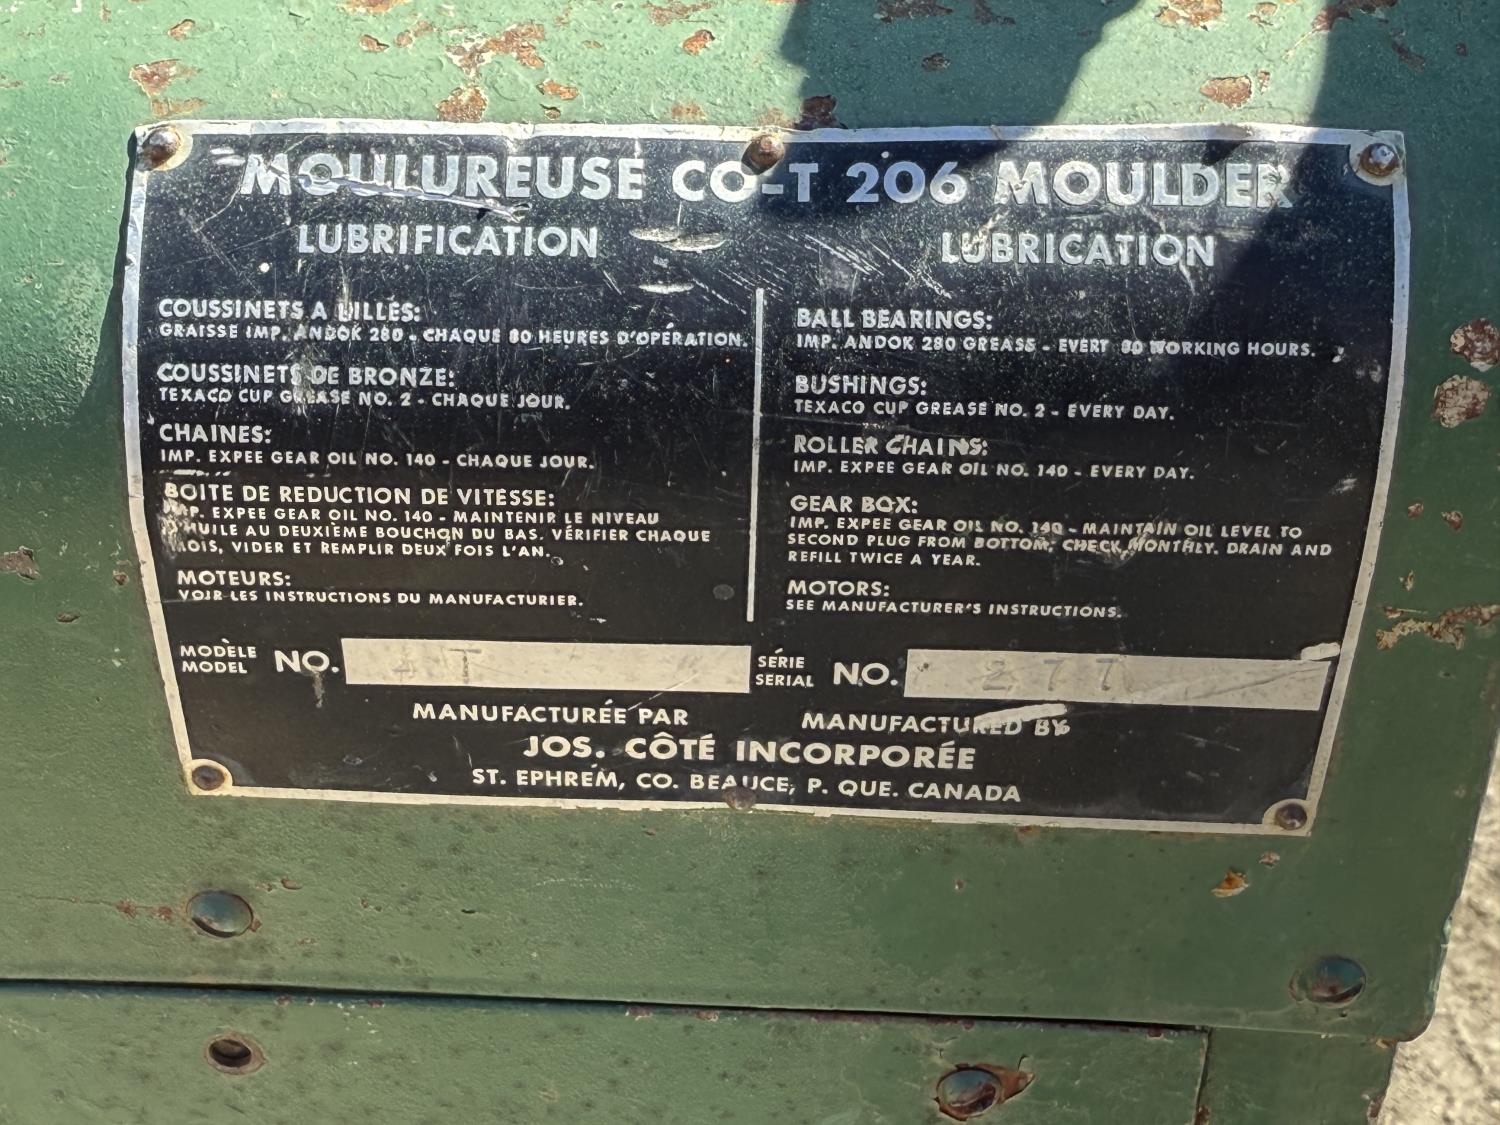 MOULUREUSE CO-T 206 MOULDER
LUBRIFICATION
COUSSINETS A BILLES:
GRAISSE IMP. ANDOK 280 - CHAQUE 80 HEURES D'OPÉRATION.
COUSSINETS DE BRONZE:
TEXACO CUP GREASE NO. 2 - CHAQUE JOUR.
CHAINES:
IMP. EXPEE GEAR OIL NO. 140 - CHAQUE JOUR.
BOITE DE REDUCTION DE VITESSE:
IMP. EXPEE GEAR OIL NO. 140 - MAINTENIR LE NIVEAU
D'HUILE AU DEUXIÈME BOUCHON DU BAS. VÉRIFIER CHAQUE
MOIS, VIDER ET REMPLIR DEUX FOIS L'AN.
MOTEURS:
VOIR LES INSTRUCTIONS DU MANUFACTURIER.
LUBRICATION
BALL BEARINGS:
IMP. ANDOK 280 GREASE - EVERY 80 WORKING HOURS.
BUSHINGS:
TEXACO CUP GREASE NO. 2 - EVERY DAY.
ROLLER CHAINS:
IMP. EXPEE GEAR OIL NO. 140 - EVERY DAY.
GEAR BOX:
IMP. EXPEE GEAR OIL NO. 140 - MAINTAIN OIL LEVEL TO
SECOND PLUG FROM BOTTOM, CHECK MONTHLY. DRAIN AND
REFILL TWICE A YEAR.
MOTORS:
SEE MANUFACTURER'S INSTRUCTIONS.
MODÈLE
MODEL NO.
SÉRIE
SERIAL NO. 277
MANUFACTURÉE PAR MANUFACTURED BY
JOS. CÔTÉ INCORPORÉE
ST. EPHREM, CO. BEAUCE, P. QUE. CANADA